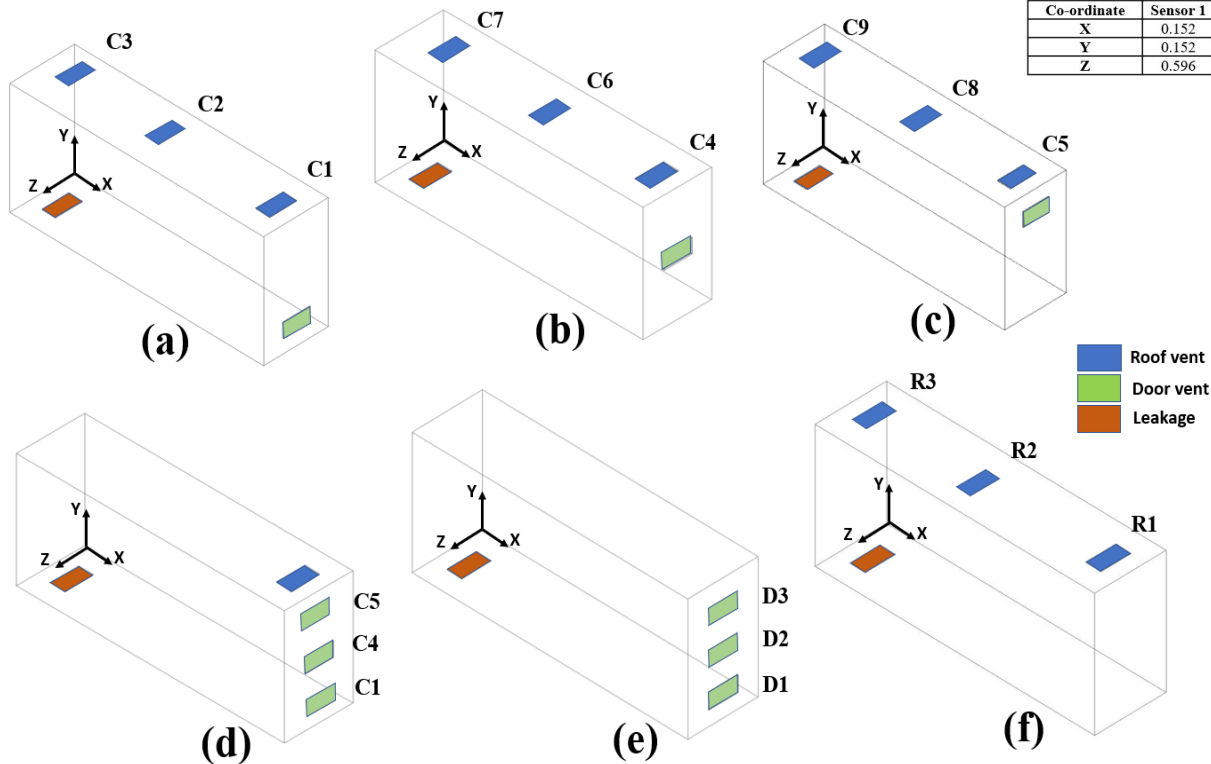 C3
C2
C1
Y
Z
X
(a)
C7
C6
C4
Y
Z
X
(b)
C9
C8
C5
Y
Z
X
(c)
Co-ordinate Sensor 1
X 0.152
Y 0.152
Z 0.596
Roof vent
Door vent
Leakage
Y
Z
X
C5
C4
C1
(d)
Y
Z
X
D3
D2
D1
(e)
R3
R2
R1
Y
Z
X
(f)